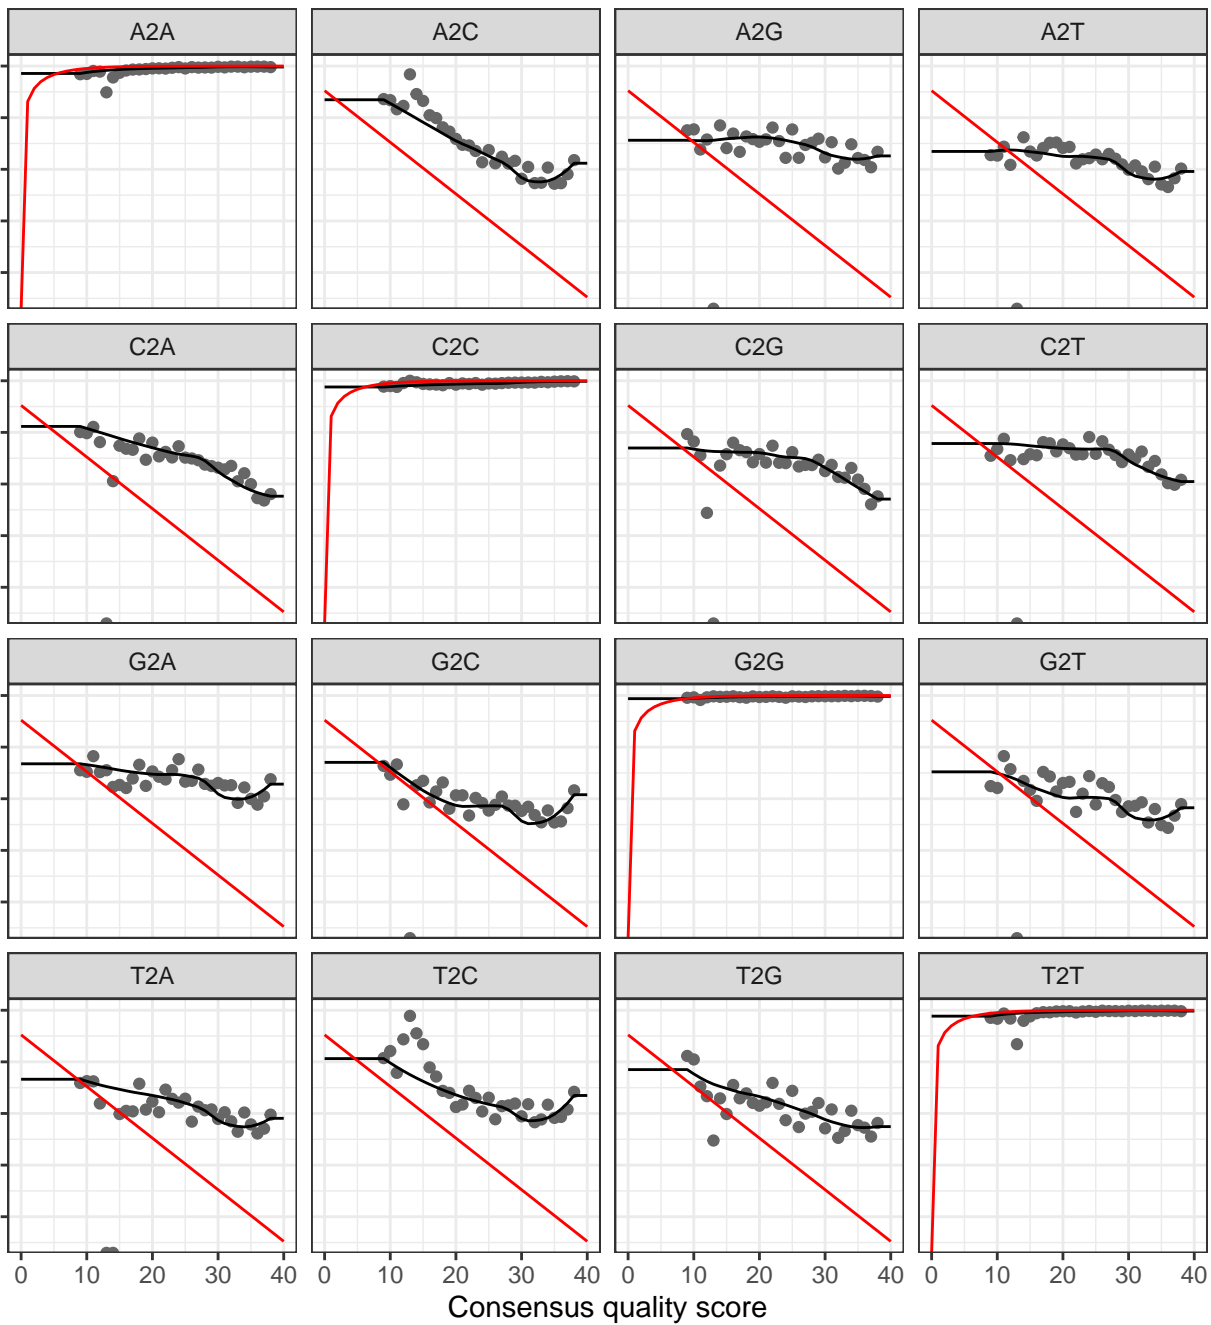 A2A A2C A2G A2T
C2A C2C C2G C2T
G2A G2C G2G G2T
T2A T2C T2G T2T
0 10 20 30 40 0 10 20 30 40 0 10 20 30 40 0 10 20 30 40
Consensus quality score